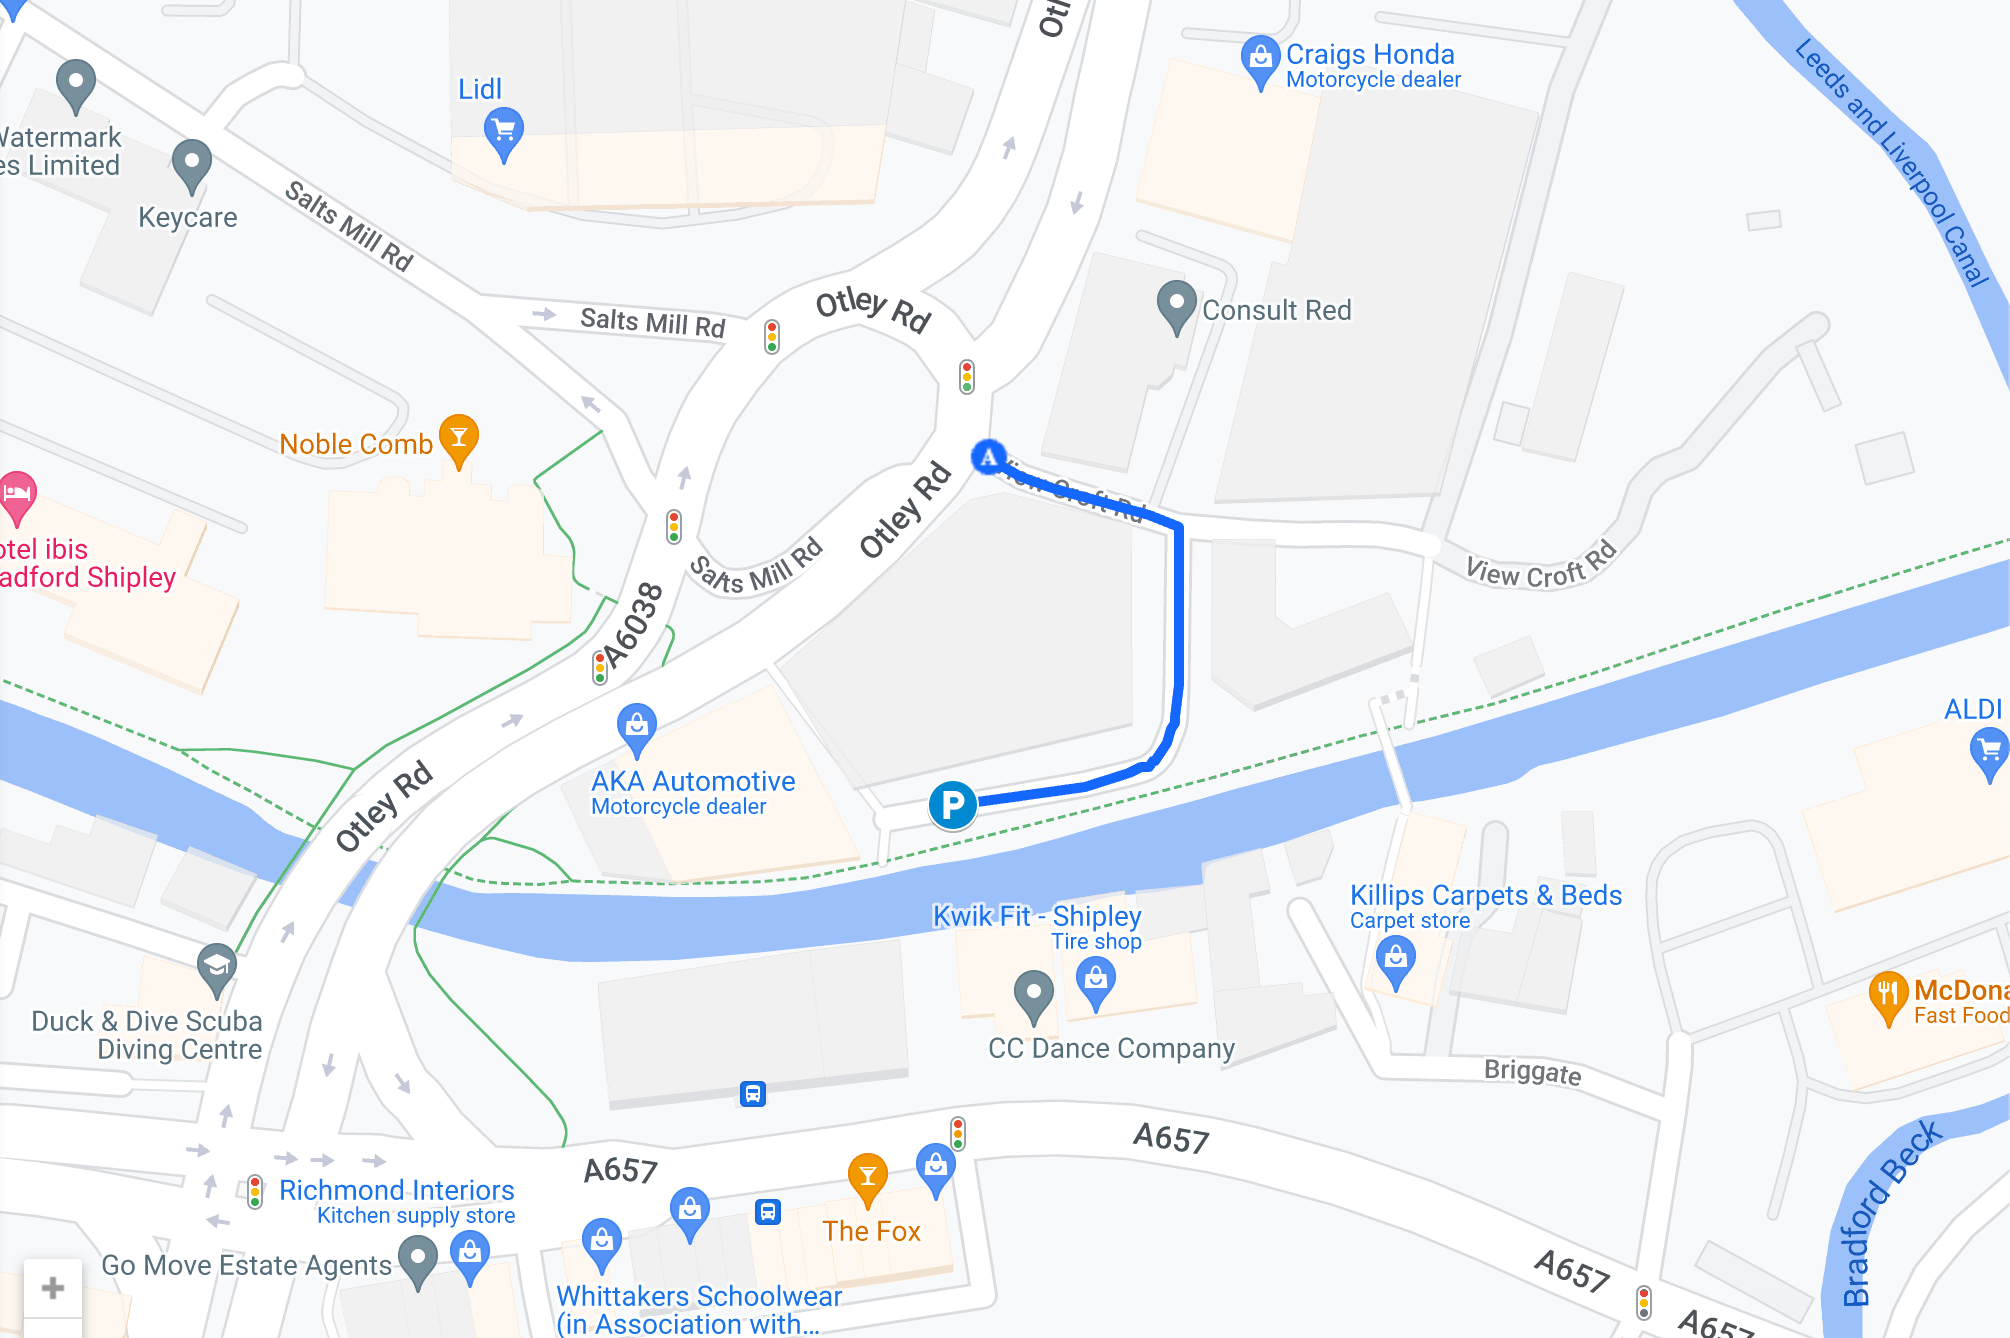 Otl
Craigs Honda
Motorcycle dealer
Leeds and Liverpool Canal
Lidl
Watermark
es Limited
Keycare
Salts Mill Rd
Salts Mill Rd
Otley Rd
Consult Red
Noble Comb
A
View Croft Rd
Otley Rd
otel ibis
adford Shipley
Salts Mill Rd
View Croft Rd
A6038
ALDI
AKA Automotive
Motorcycle dealer
P
Otley Rd
Killips Carpets & Beds
Carpet store
Kwik Fit - Shipley
Tire shop
McDona
Fast Food
Duck & Dive Scuba
Diving Centre
CC Dance Company
Briggate
A657
A657
Bradford Beck
Richmond Interiors
Kitchen supply store
The Fox
Go Move Estate Agents
A657
Whittakers Schoolwear
(in Association with...
A657
+